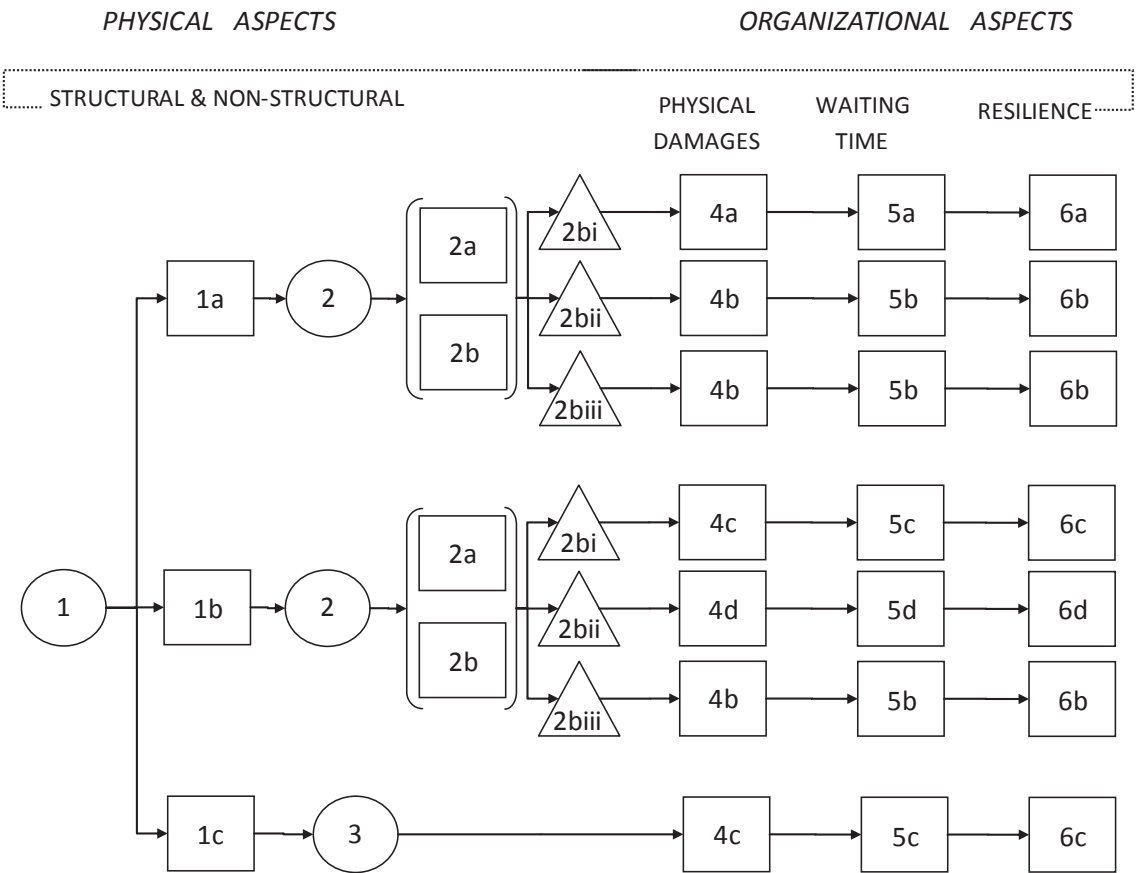 PHYSICAL ASPECTS
ORGANIZATIONAL ASPECTS
STRUCTURAL & NON-STRUCTURAL
PHYSICAL
DAMAGES
WAITING
TIME
RESILIENCE
2bi
4a
5a
6a
2a
1a
2
2bii
4b
5b
6b
2b
2biii
4b
5b
6b
2bi
4c
5c
6c
2a
1
1b
2
2bii
4d
5d
6d
2b
2biii
4b
5b
6b
1c
3
4c
5c
6c